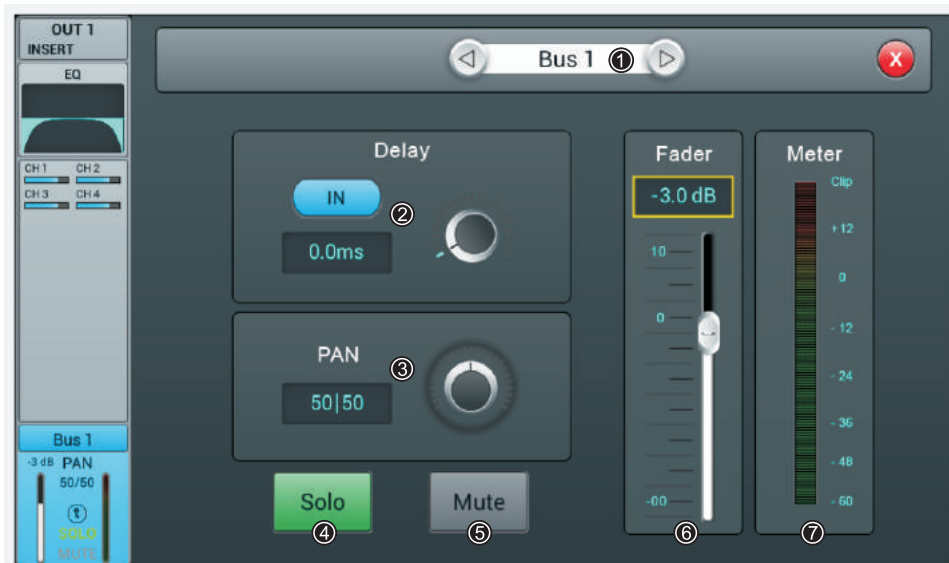 OUT 1
INSERT
EQ
CH 1 CH 2
CH 3 CH 4
Bus 1
-3 dB PAN
50/50
SOLO
MUTE
Bus 1 ①
X
Delay
IN
②
0.0ms
PAN
③
50|50
Solo
④
Mute
⑤
Fader
-3.0 dB
10
0
-00
⑥
Meter
Clip
+12
0
- 12
- 24
- 36
- 48
- 60
⑦